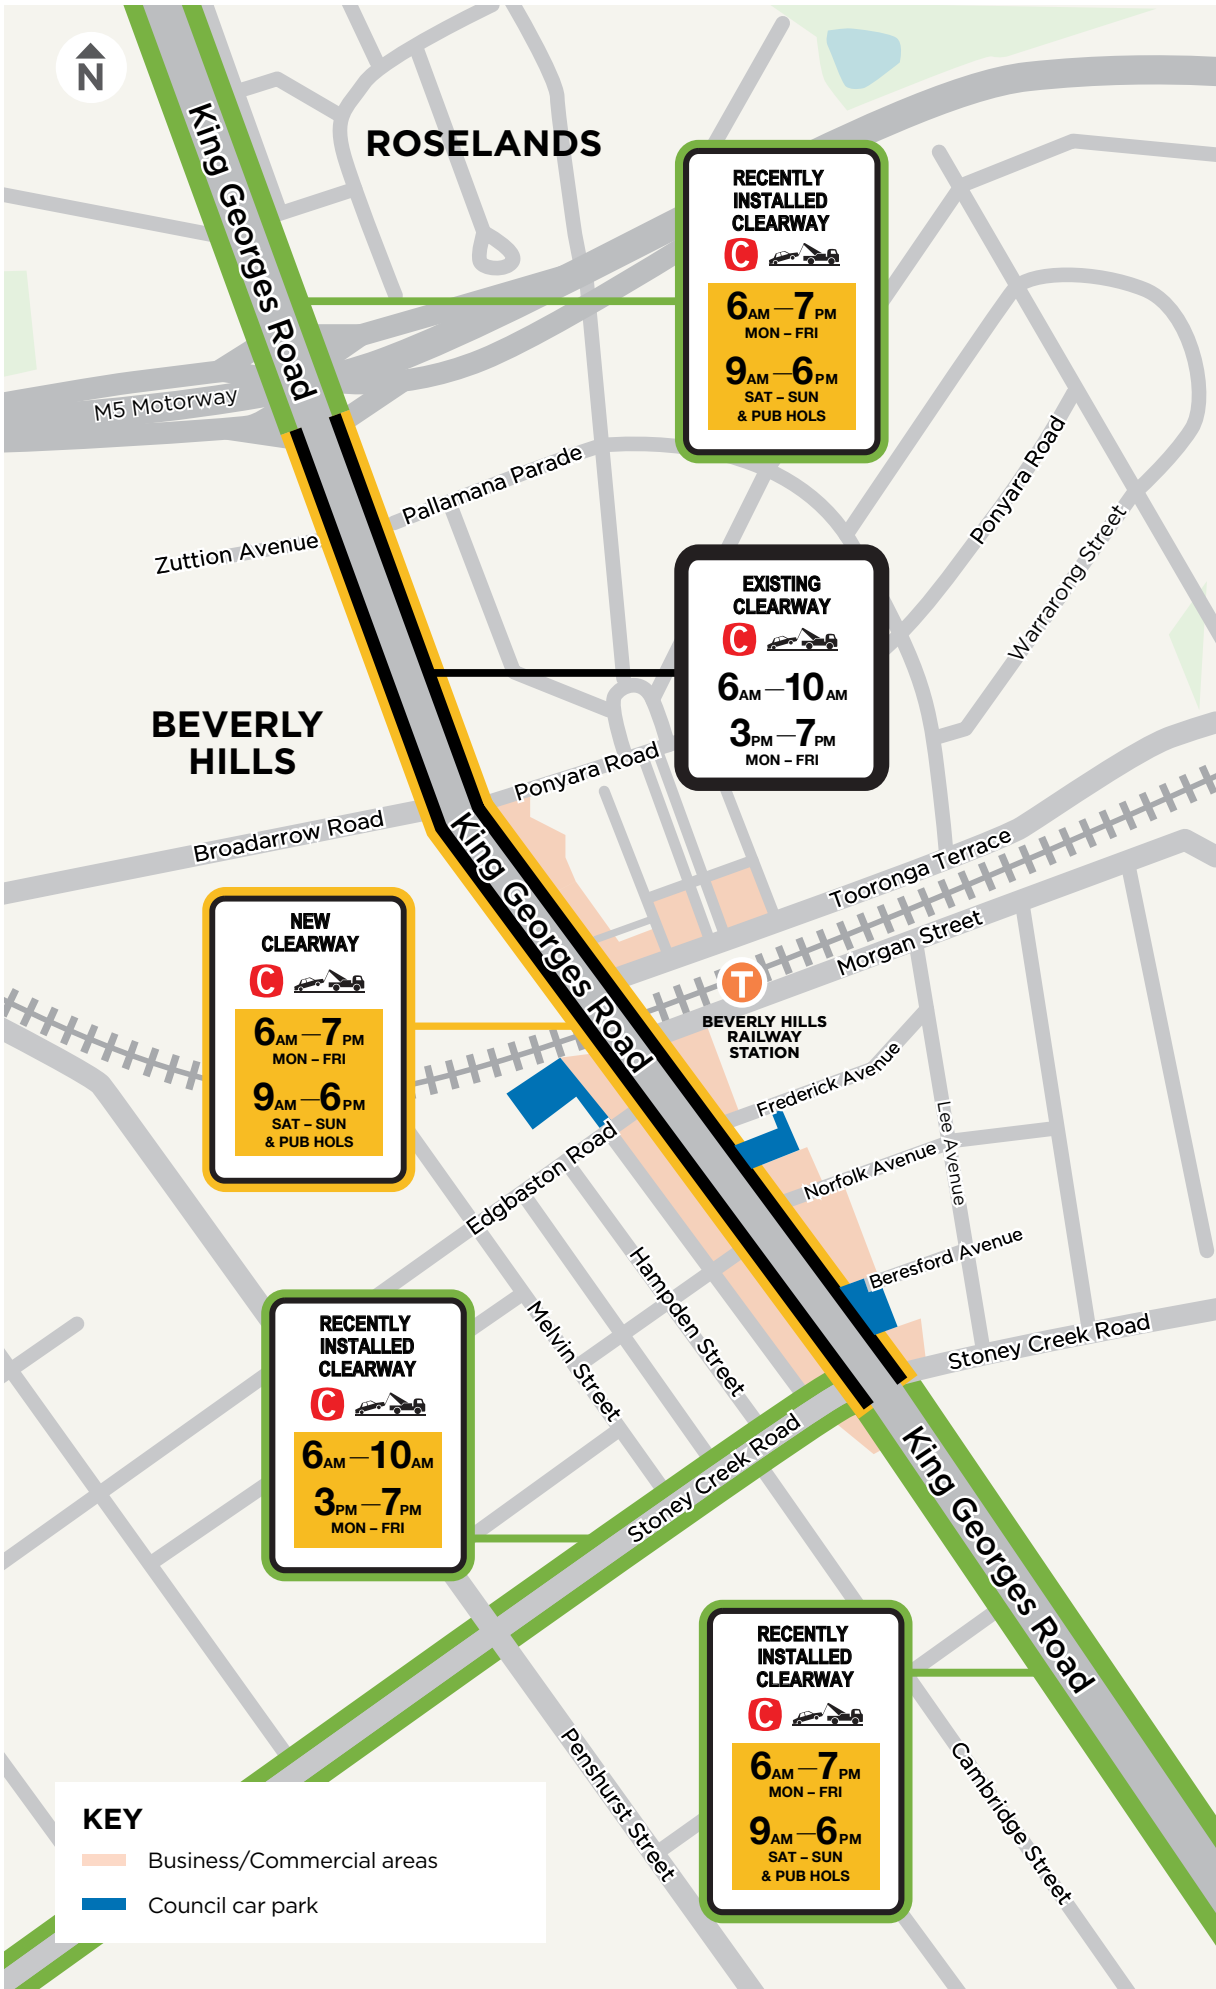 N
ROSELANDS
King Georges Road
RECENTLY
INSTALLED
CLEARWAY
C
6AM – 7PM
MON – FRI
9AM – 6PM
SAT – SUN
& PUB HOLS
M5 Motorway
Pallamana Parade
Zuttion Avenue
Ponyara Road
Warrarong Street
EXISTING
CLEARWAY
C
6AM – 10AM
3PM – 7PM
MON – FRI
BEVERLY
HILLS
Ponyara Road
Broadarrow Road
King Georges Road
Tooronga Terrace
Morgan Street
NEW
CLEARWAY
C
6AM – 7PM
MON – FRI
9AM – 6PM
SAT – SUN
& PUB HOLS
T
BEVERLY HILLS
RAILWAY
STATION
Frederick Avenue
Edgbaston Road
Norfolk Avenue
Lee Avenue
Beresford Avenue
Hampden Street
Melvin Street
Stoney Creek Road
RECENTLY
INSTALLED
CLEARWAY
C
6AM – 10AM
3PM – 7PM
MON – FRI
Stoney Creek Road
King Georges Road
RECENTLY
INSTALLED
CLEARWAY
C
6AM – 7PM
MON – FRI
9AM – 6PM
SAT – SUN
& PUB HOLS
Penshurst Street
Cambridge Street
KEY
Business/Commercial areas
Council car park